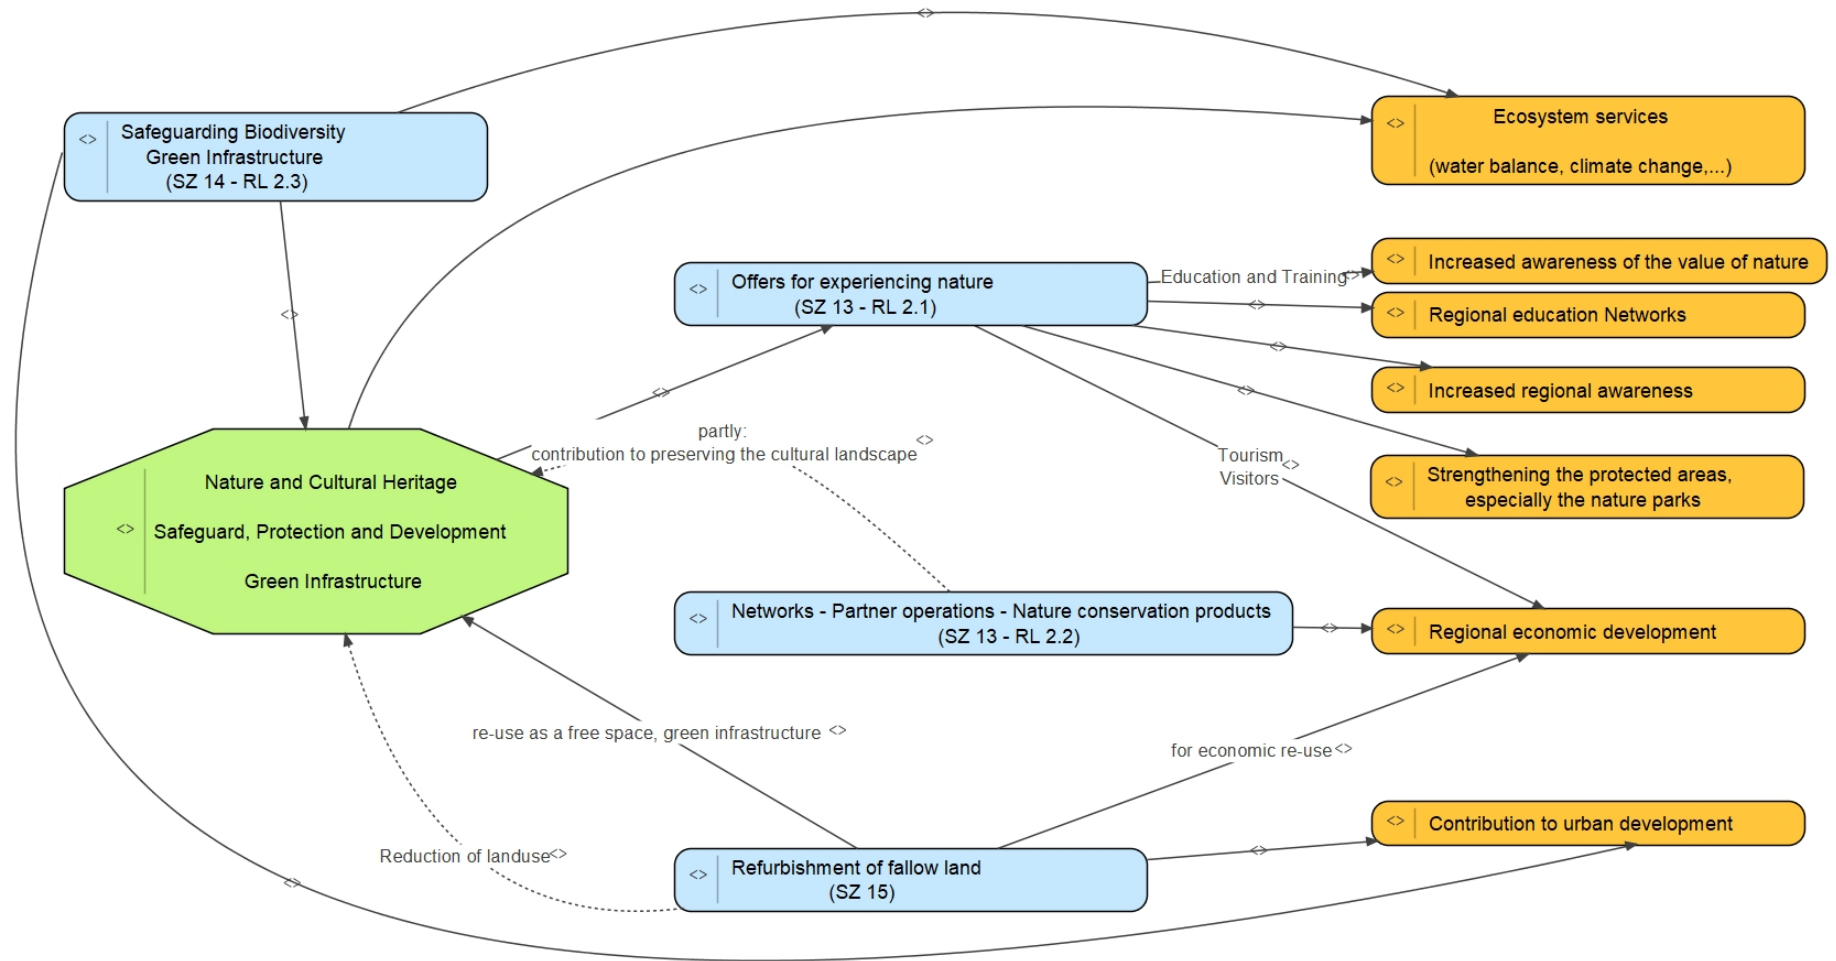 <>
<> Safeguarding Biodiversity
Green Infrastructure
(SZ 14 - RL 2.3)
<> Ecosystem services
(water balance, climate change,...)
<> Offers for experiencing nature
(SZ 13 - RL 2.1)
Education and Training<>
<> Increased awareness of the value of nature
<>
<> Regional education Networks
<>
<>
<> Increased regional awareness
<>
<>
<>
partly:
contribution to preserving the cultural landscape <>
Tourism
Visitors <>
<> Strengthening the protected areas,
especially the nature parks
<> Nature and Cultural Heritage
Safeguard, Protection and Development
Green Infrastructure
<> Networks - Partner operations - Nature conservation products
(SZ 13 - RL 2.2)
<>
<> Regional economic development
re-use as a free space, green infrastructure <>
for economic re-use<>
Reduction of landuse<>
<>
<> Refurbishment of fallow land
(SZ 15)
<>
<> Contribution to urban development